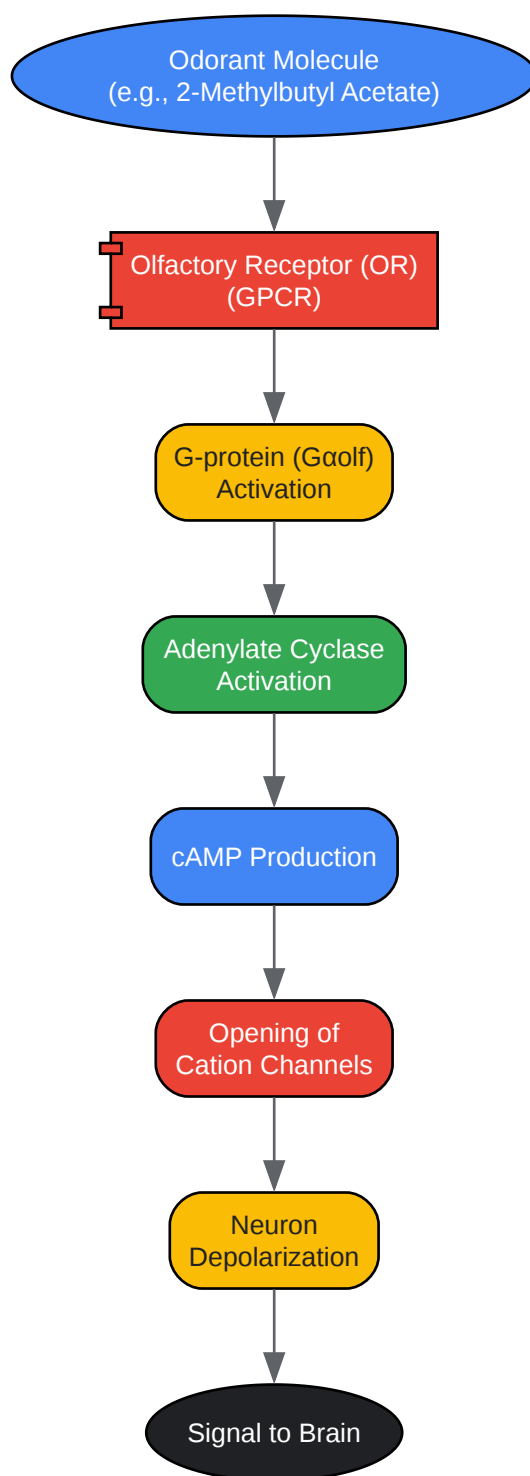 Odorant Molecule
(e.g., 2-Methylbutyl Acetate)
Olfactory Receptor (OR)
(GPCR)
G-protein (Gαolf)
Activation
Adenylate Cyclase
Activation
cAMP Production
Opening of
Cation Channels
Neuron
Depolarization
Signal to Brain